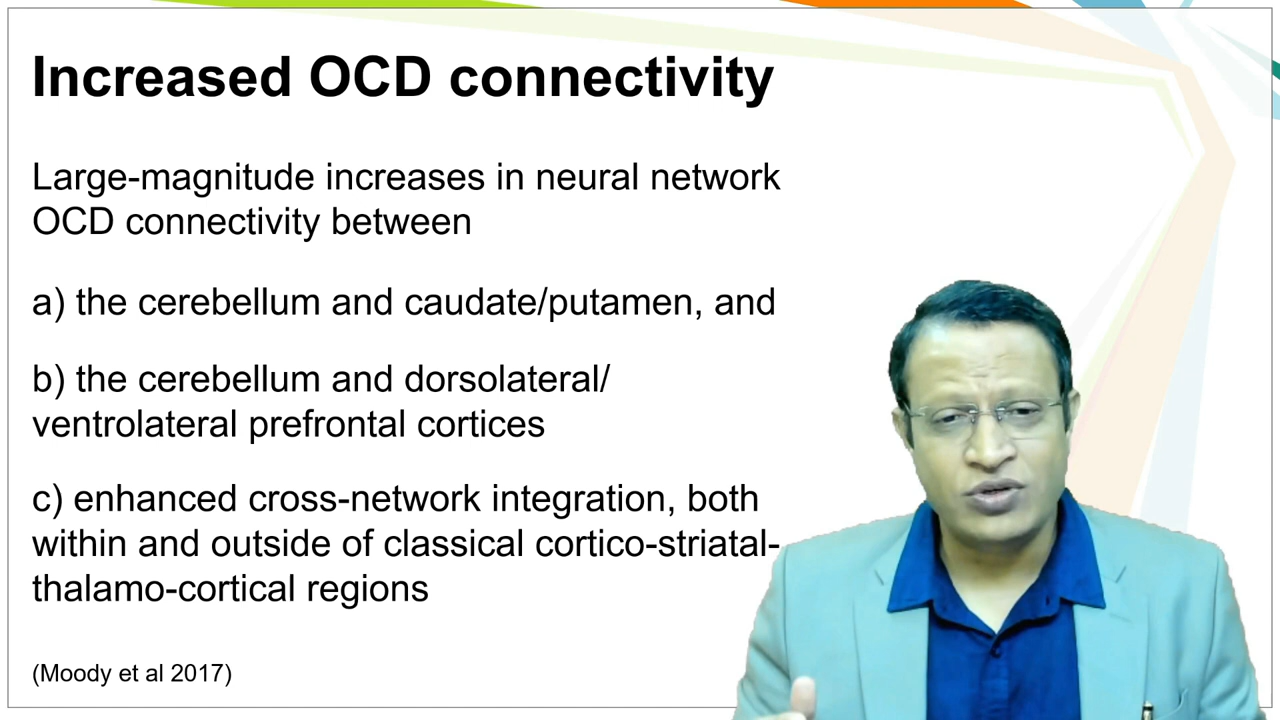 Increased OCD connectivity
Large-magnitude increases in neural network
OCD connectivity between
a) the cerebellum and caudate/putamen, and
b) the cerebellum and dorsolateral/
ventrolateral prefrontal cortices
c) enhanced cross-network integration, both
within and outside of classical cortico-striatal-
thalamo-cortical regions
(Moody et al 2017)